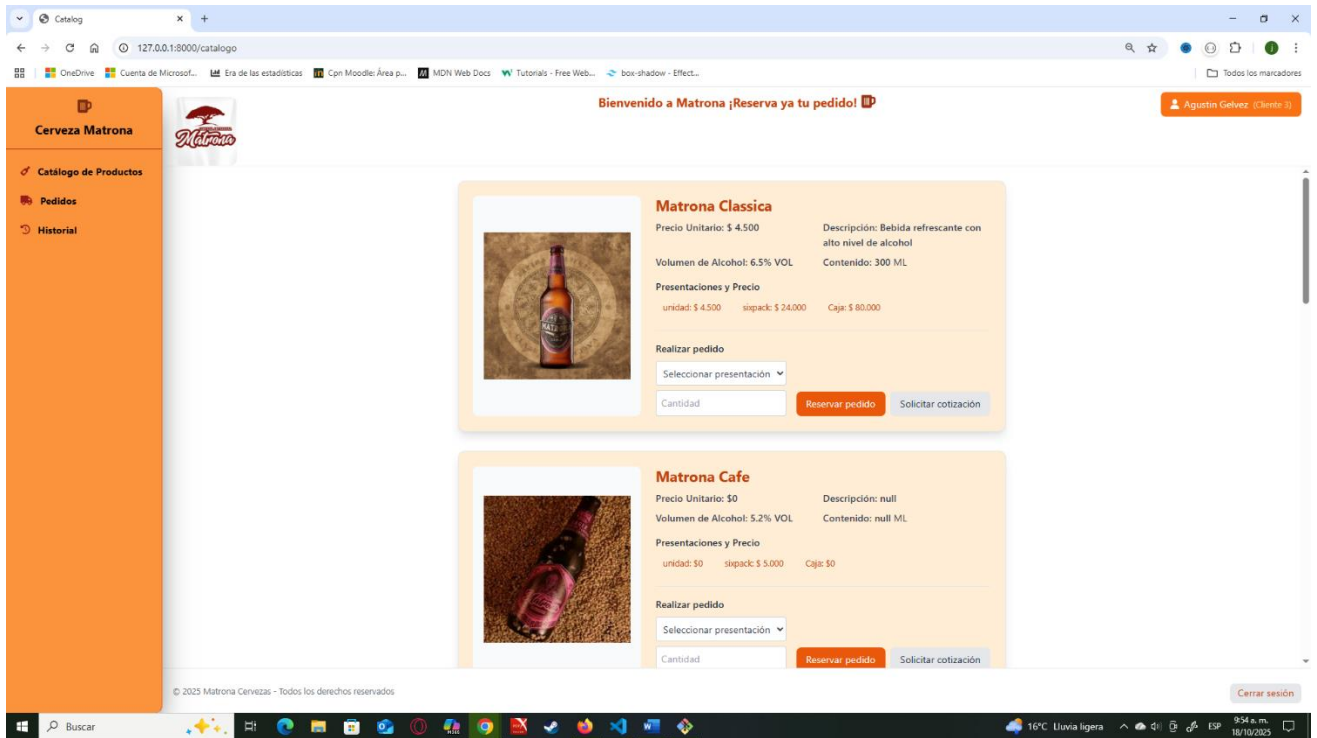 Catalog
127.0.0.1:8000/catalogo
OneDrive
Cuenta de Microsof...
Era de las estadísticas
Cpn Moodle: Área p...
MDN Web Docs
Tutorials - Free Web...
box-shadow - Effect...
Todos los marcadores
Cerveza Matrona
Catálogo de Productos
Pedidos
Historial
Matrona
Bienvenido a Matrona ¡Reserva ya tu pedido!
Agustin Gelvez (Cliente 3)
Matrona Classica
Precio Unitario: $ 4.500
Descripción: Bebida refrescante con
alto nivel de alcohol
Volumen de Alcohol: 6.5% VOL
Contenido: 300 ML
Presentaciones y Precio
unidad: $ 4.500 sixpack: $ 24.000 Caja: $ 80.000
Realizar pedido
Seleccionar presentación
Cantidad
Reservar pedido
Solicitar cotización
MATRONA
Matrona Cafe
Precio Unitario: $0
Descripción: null
Volumen de Alcohol: 5.2% VOL
Contenido: null ML
Presentaciones y Precio
unidad: $0 sixpack: $ 5.000 Caja: $0
Realizar pedido
Seleccionar presentación
Cantidad
Reservar pedido
Solicitar cotización
© 2025 Matrona Cervezas - Todos los derechos reservados
Cerrar sesión
Buscar
16°C Lluvia ligera
ESP
9:54 a. m.
18/10/2025